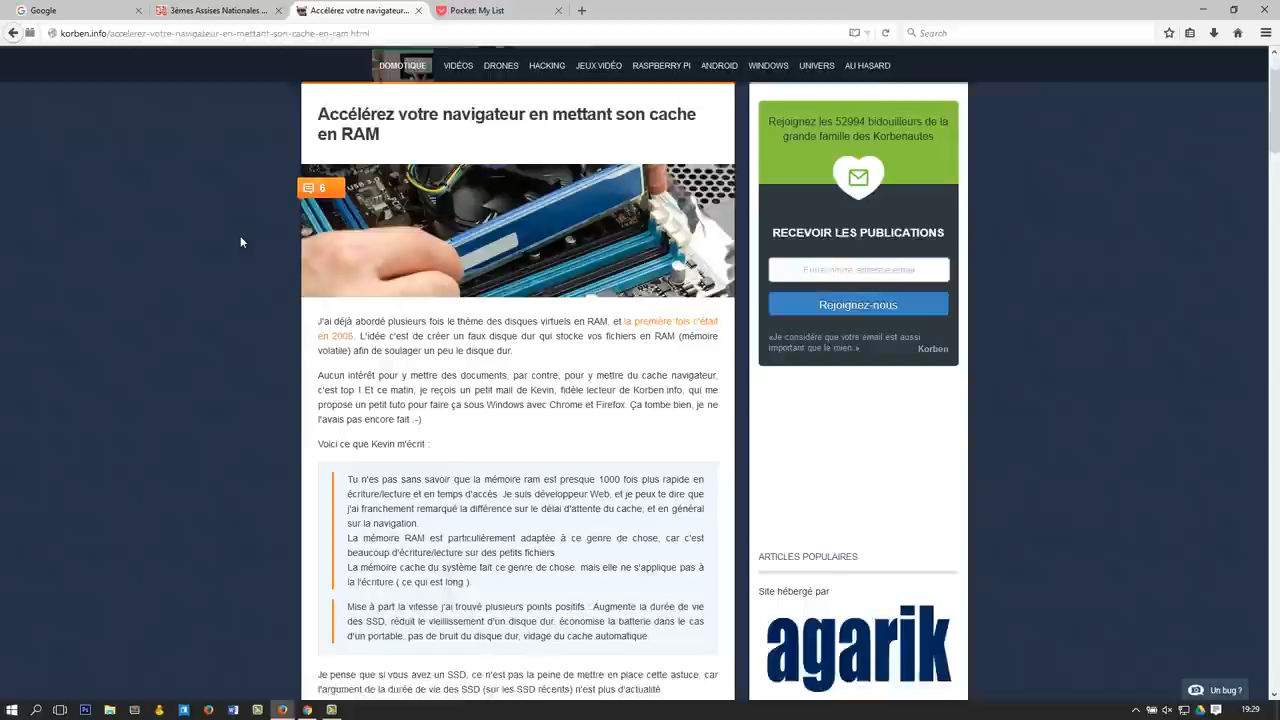 Google
3èmes Assises Nationales ...
Accélérez votre navigateur...
Pocket: My List
korben.info/accelerez-votre-navigateur-en-mettant-son-cache-en-ram.html
Search
DOMOTIQUE VIDÉOS DRONES HACKING JEUX VIDÉO RASPBERRY PI ANDROID WINDOWS UNIVERS AU HASARD
Accélérez votre navigateur en mettant son cache
en RAM
6
USB 3.0
J'ai déjà abordé plusieurs fois le thème des disques virtuels en RAM, et la première fois c'était
en 2006. L'idée c'est de créer un faux disque dur qui stocke vos fichiers en RAM (mémoire
volatile) afin de soulager un peu le disque dur.
Aucun intérêt pour y mettre des documents, par contre, pour y mettre du cache navigateur,
c'est top ! Et ce matin, je reçois un petit mail de Kevin, fidèle lecteur de Korben.info, qui me
propose un petit tuto pour faire ça sous Windows avec Chrome et Firefox. Ça tombe bien, je ne
l'avais pas encore fait :-)
Voici ce que Kevin m'écrit :
Tu n'es pas sans savoir que la mémoire ram est presque 1000 fois plus rapide en
écriture/lecture et en temps d'accès. Je suis développeur Web, et je peux te dire que
j'ai franchement remarqué la différence sur le délai d'attente du cache, et en général
sur la navigation.
La mémoire RAM est particulièrement adaptée à ce genre de chose, car c'est
beaucoup d'écriture/lecture sur des petits fichiers.
La mémoire cache du système fait ce genre de chose, mais elle ne s'applique pas à
la l'écriture ( ce qui est long ).
Mise à part la vitesse j'ai trouvé plusieurs points positifs : Augmente la durée de vie
des SSD, réduit le vieillissement d'un disque dur, économise la batterie dans le cas
d'un portable, pas de bruit du disque dur, vidage du cache automatique.
Je pense que si vous avez un SSD, ce n'est pas la peine de mettre en place cette astuce, car
l'argument de la durée de vie des SSD (sur les SSD récents) n'est plus d'actualité
Rejoignez les 52994 bidouilleurs de la
grande famille des Korbenautes
RECEVOIR LES PUBLICATIONS
adresse email
Rejoignez-nous
«Je considère que votre email est aussi
important que le mien.»
Korben
ARTICLES POPULAIRES
Site hébergé par
agarik
Un bug ?
19:29